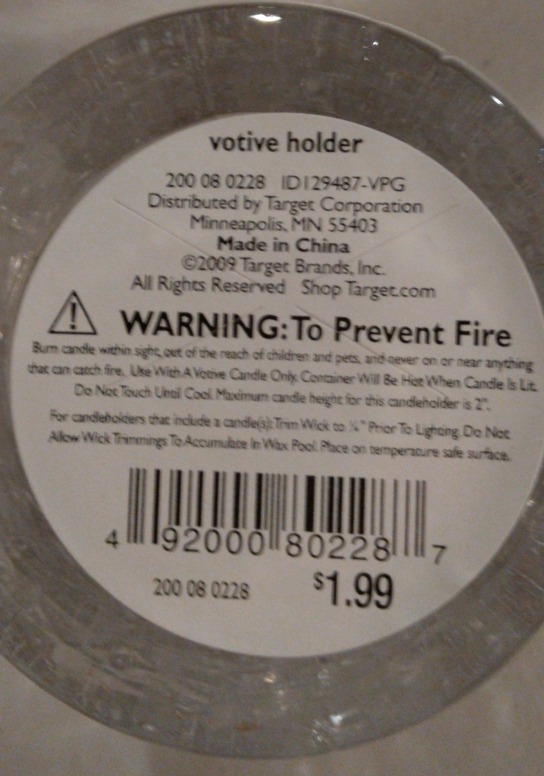 votive holder
200 08 0228 ID129487-VPG
Distributed by Target Corporation
Minneapolis, MN 55403
Made in China
©2009 Target Brands, Inc.
All Rights Reserved Shop Target.com
WARNING: To Prevent Fire
Burn candle within sight, out of the reach of children and pets, and never on or near anything
that can catch fire. Use With A Votive Candle Only. Container Will Be Hot When Candle Is Lit.
Do Not Touch Until Cool. Maximum candle height for this candleholder is 2".
For candleholders that include a candle(s): Trim Wick to ¼" Prior To Lighting. Do Not
Allow Wick Trimmings To Accumulate In Wax Pool. Place on temperature safe surface.
4 92000 80228 7
200 08 0228 $1.99